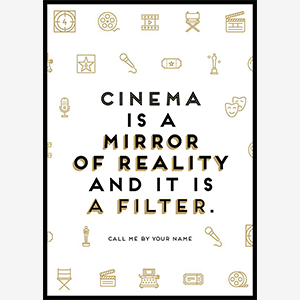 CINEMA
IS A
MIRROR
OF REALITY
AND IT IS
A FILTER.
CALL ME BY YOUR NAME